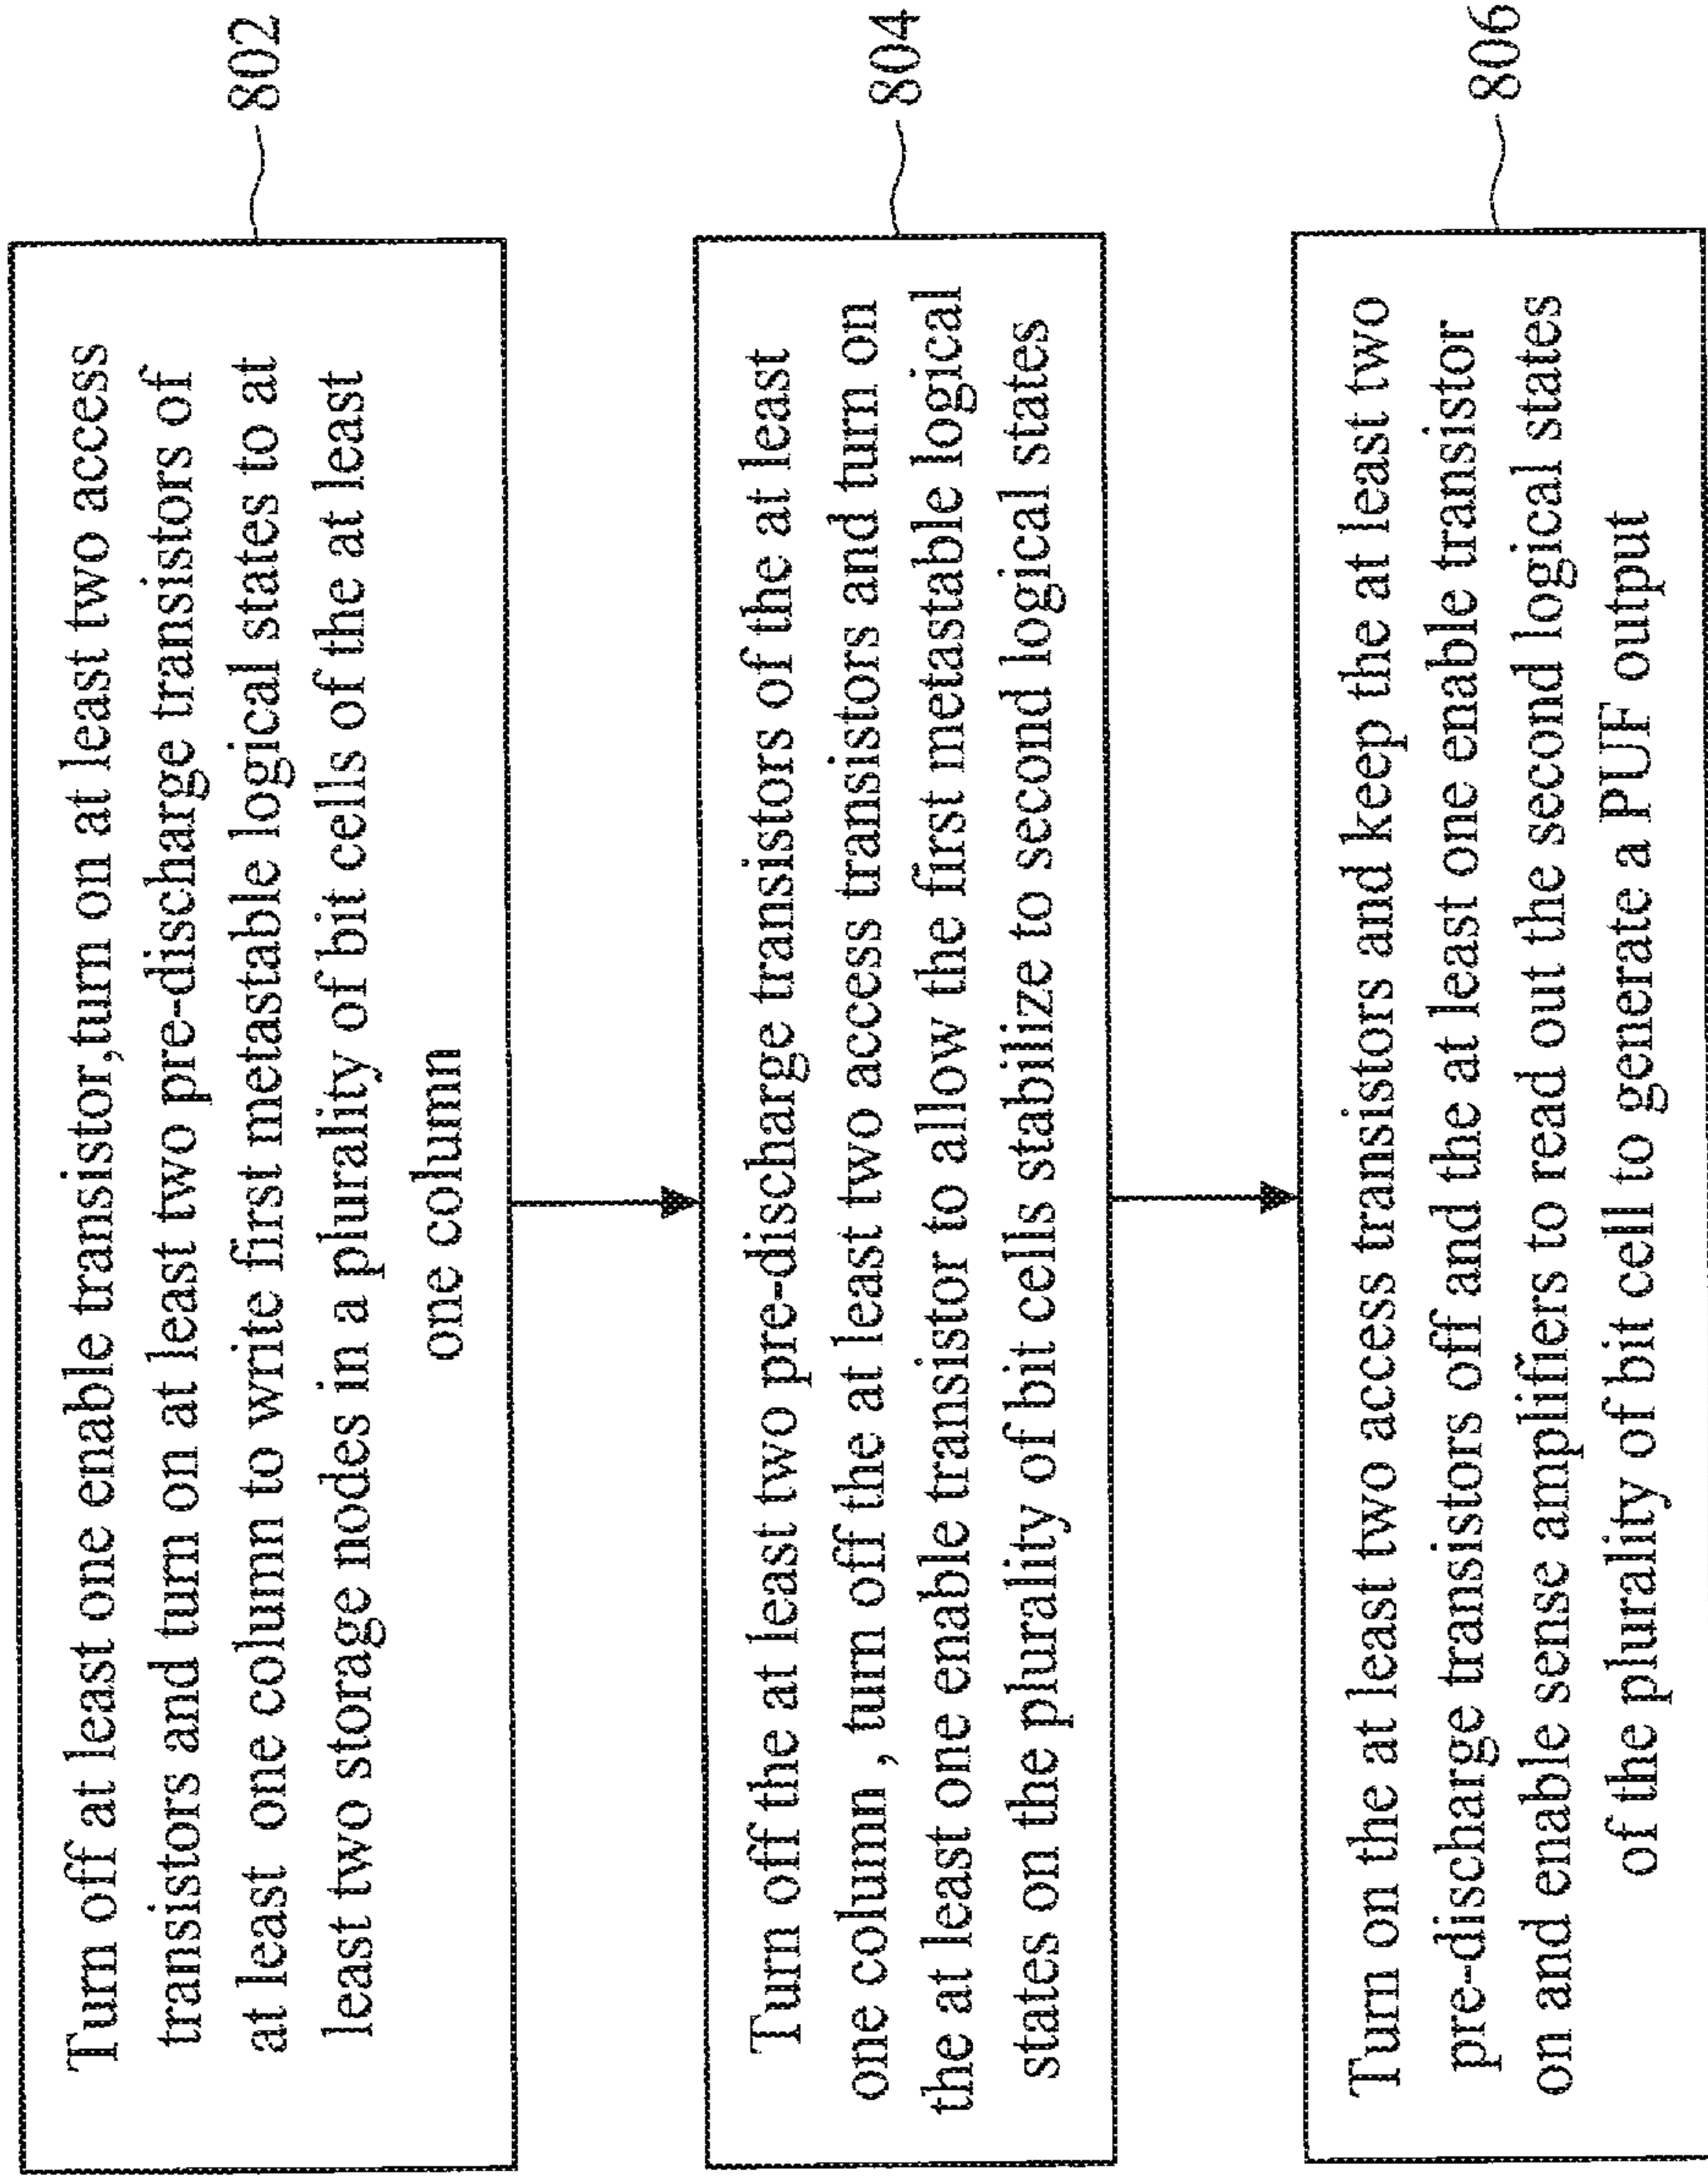 Turn off at least one enable transistor,turn on at least two access
transistors and turn on at least two pre-discharge transistors of
at least one column to write first metastable logical states to at
least two storage nodes in a plurality of bit cells of the at least
one column
802
Turn off the at least two pre-discharge transistors of the at least
one column , turn off the at least two access transistors and turn on
the at least one enable transistor to allow the first metastable logical
states on the plurality of bit cells stabilize to second logical states
804
Turn on the at least two access transistors and keep the at least two
pre-discharge transistors off and the at least one enable transistor
on and enable sense amplifiers to read out the second logical states
of the plurality of bit cell to generate a PUF output
806